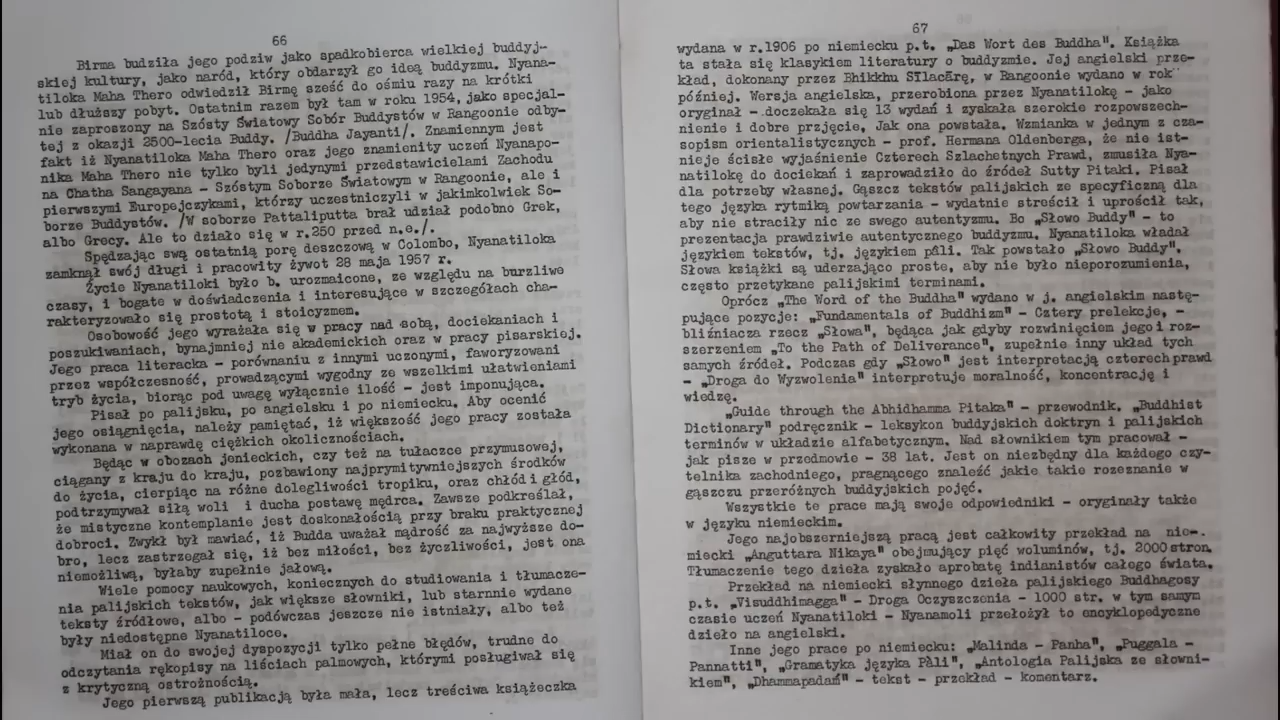 66
Birma budziła jego podziw jako spadkobierca wielkiej buddyj-
skiej kultury, jako naród, który obdarzył go ideą buddyzmu. Nyana-
tiloka Maha Thero odwiedził Birmę sześć do ośmiu razy na krótki
lub dłuższy pobyt. Ostatnim razem był tam w roku 1954, jako specjal-
nie zaproszony na Szósty Światowy Sobór Buddystów w Rangoonie odby-
tej z okazji 2500-lecia Buddy. /Buddha Jayanti/. Znamiennym jest
fakt iż Nyanatiloka Maha Thero oraz jego znamienity uczeń Nyanapo-
nika Maha Thero nie tylko byli jedynymi przedstawicielami Zachodu
na Chatha Sangayana - Szóstym Soborze Światowym w Rangoonie, ale i
pierwszymi Europejczykami, którzy uczestniczyli w jakimkolwiek So-
borze Buddystów. /W soborze Pattaliputta brał udział podobno Grek,
albo Grecy. Ale to działo się w r.250 przed n.e./.
Spędzając swą ostatnią porę deszczową w Colombo, Nyanatiloka
zamknął swój długi i pracowity żywot 28 maja 1957 r.
Życie Nyanatiloki było b. urozmaicone, ze względu na burzliwe
czasy, i bogate w doświadczenia i interesujące w szczegółach cha-
rakteryzowało się prostotą i stoicyzmem.
Osobowość jego wyrażała się w pracy nad sobą, dociekaniach i
poszukiwaniach, bynajmniej nie akademickich oraz w pracy pisarskiej.
Jego praca literacka - porównaniu z innymi uczonymi, faworyzowani
przez współczesność, prowadzącymi wygodny ze wszelkimi ułatwieniami
tryb życia, biorąc pod uwagę wyłącznie ilość - jest imponująca.
Pisał po palijsku, po angielsku i po niemiecku. Aby ocenić
jego osiągnięcia, należy pamiętać, iż większość jego pracy została
wykonana w naprawdę ciężkich okolicznościach.
Będąc w obozach jenieckich, czy też na tułaczce przymusowej,
ciągany z kraju do kraju, pozbawiony najprymitywniejszych środków
do życia, cierpiąc na różne dolegliwości tropiku, oraz chłód i głód,
podtrzymywał siłą woli i ducha postawę mędrca. Zawsze podkreślał,
że mistyczne kontemplanie jest doskonałością przy braku praktycznej
dobroci. Zwykł był mawiać, iż Budda uważał mądrość za najwyższe do-
bro, lecz zastrzegał się, iż bez miłości, bez życzliwości, jest ona
niemożliwą, byłaby zupełnie jałową.
Wiele pomocy naukowych, koniecznych do studiowania i tłumacze-
nia palijskich tekstów, jak większe słowniki, lub starnnie wydane
teksty źródłowe, albo - podówczas jeszcze nie istniały, albo też
były niedostępne Nyanatiloce.
Miał on do swojej dyspozycji tylko pełne błędów, trudne do
odczytania rękopisy na liściach palmowych, którymi posługiwał się
z krytyczną ostrożnością.
Jego pierwszą publikacją była mała, lecz treściwa książeczka
67
wydana w r.1906 po niemiecku p.t. „Das Wort des Buddha". Książka
ta stała się klasykiem literatury o buddyzmie. Jej angielski prze-
kład, dokonany przez Bhikkhu Sīlacārę, w Rangoonie wydano w rok
później. Wersja angielska, przerobiona przez Nyanatilokę - jako
oryginał - doczekała się 13 wydań i zyskała szerokie rozpowszech-
nienie i dobre przjęcie, Jak ona powstała. Wzmianka w jednym z cza-
sopism orientalistycznych - prof. Hermana Oldenberga, że nie ist-
nieje ścisłe wyjaśnienie Czterech Szlachetnych Prawd, zmusiła Nya-
natilokę do dociekań i zaprowadziło do źródeł Sutty Pitaki. Pisał
dla potrzeby własnej. Gąszcz tekstów palijskich ze specyficzną dla
tego języka rytmiką powtarzania - wydatnie streścił i uprościł tak,
aby nie straciły nic ze swego autentyzmu. Bo „Słowo Buddy" - to
prezentacja prawdziwie autentycznego buddyzmu. Nyanatiloka władał
językiem tekstów, tj. językiem pāli. Tak powstało „Słowo Buddy".
Słowa książki są uderzająco proste, aby nie było nieporozumienia,
często przetykane palijskimi terminami.
Oprócz „The Word of the Buddha" wydano w j. angielskim nastę-
pujące pozycje: „Fundamentals of Buddhizm" - Cztery prelekcje, -
bliźniacza rzecz „Słowa", będąca jak gdyby rozwinięciem jego i roz-
szerzeniem „To the Path of Deliverance", zupełnie inny układ tych
samych źródeł. Podczas gdy „Słowo" jest interpretacją czterech prawd
- „Droga do Wyzwolenia" interpretuje moralność, koncentrację i
wiedzę.
„Guide through the Abhidhamma Pitaka" - przewodnik. „Buddhist
Dictionary" podręcznik - leksykon buddyjskich doktryn i palijskich
terminów w układzie alfabetycznym. Nad słownikiem tym pracował -
jak pisze w przedmowie - 38 lat. Jest on niezbędny dla każdego czy-
telnika zachodniego, pragnącego znaleźć jakie takie rozeznanie w
gąszczu przeróżnych buddyjskich pojęć.
Wszystkie te prace mają swoje odpowiedniki - oryginały także
w języku niemieckim.
Jego najobszerniejszą pracą jest całkowity przekład na nie-
miecki „Anguttara Nikaya" obejmujący pięć woluminów, tj. 2000 stron.
Tłumaczenie tego dzieła zyskało aprobatę indianistów całego świata.
Przekład na niemiecki słynnego dzieła palijskiego Buddhagosy
p.t. „Visuddhimagga" - Droga Oczyszczenia - 1000 str. w tym samym
czasie uczeń Nyanatiloki - Nyanamoli przełożył to encyklopedyczne
dzieło na angielski.
Inne jego prace po niemiecku: „Malinda - Panha", „Puggala -
Pannatti", „Gramatyka języka Pāli", „Antologia Palijska ze słowni-
kiem", „Dhammapadań" - tekst - przekład - komentarz.